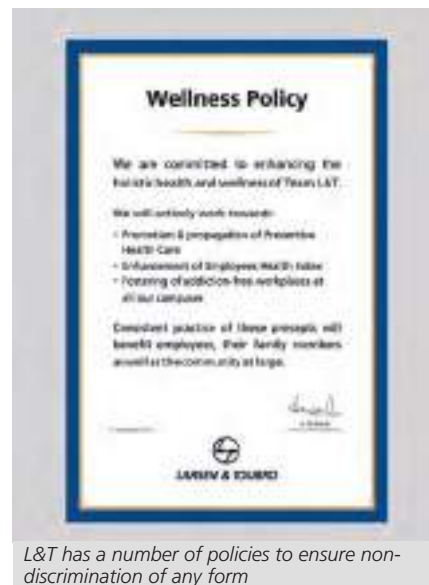 Wellness Policy
We are committed to enhancing the
holistic health and wellness of Team L&T.
We will actively work towards:
• Promotion & propagation of Preventive
Health Care
• Enhancement of Employees Health Index
• Fostering of addiction-free workplaces at
all our campuses
Consistent practice of these precepts will
benefit employees, their family members
as well as the community at large.
LARSEN & TOUBRO
L&T has a number of policies to ensure non-
discrimination of any form